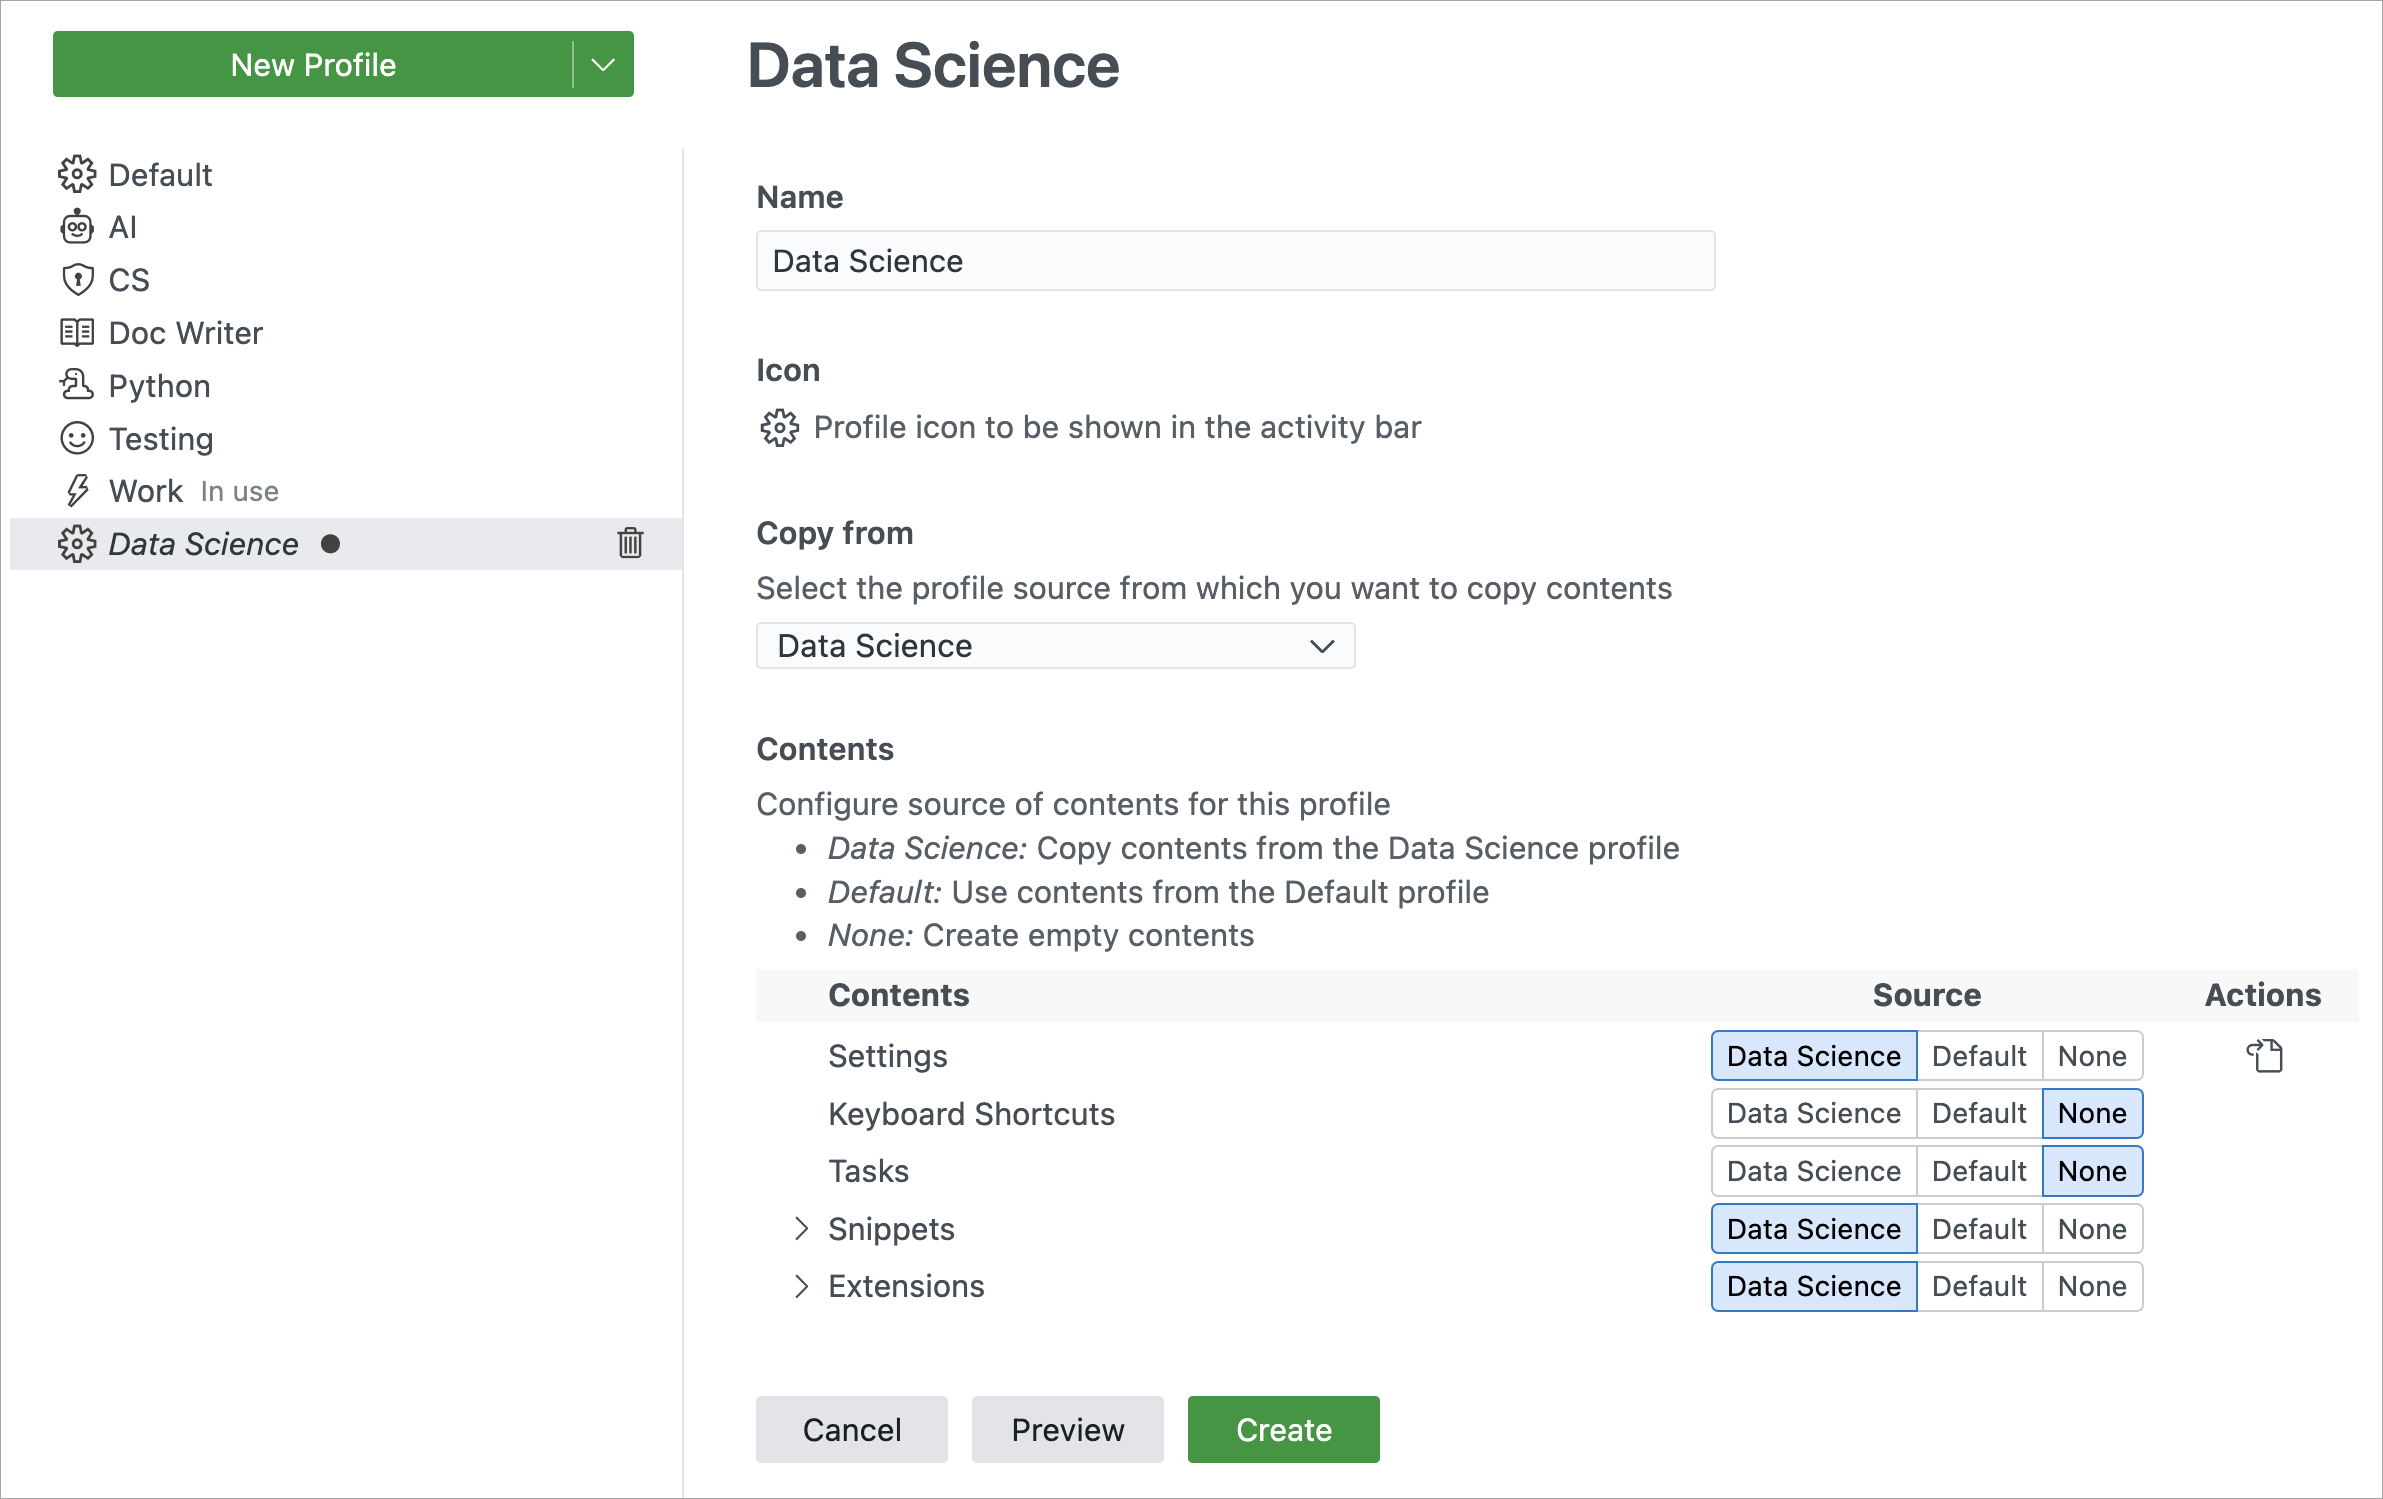 New Profile
Default
AI
CS
Doc Writer
Python
Testing
Work In use
Data Science
Data Science
Name
Data Science
Icon
Profile icon to be shown in the activity bar
Copy from
Select the profile source from which you want to copy contents
Data Science
Contents
Configure source of contents for this profile
• Data Science: Copy contents from the Data Science profile
• Default: Use contents from the Default profile
• None: Create empty contents
Contents Source Actions
Settings Data Science Default None
Keyboard Shortcuts Data Science Default None
Tasks Data Science Default None
Snippets Data Science Default None
Extensions Data Science Default None
Cancel Preview Create